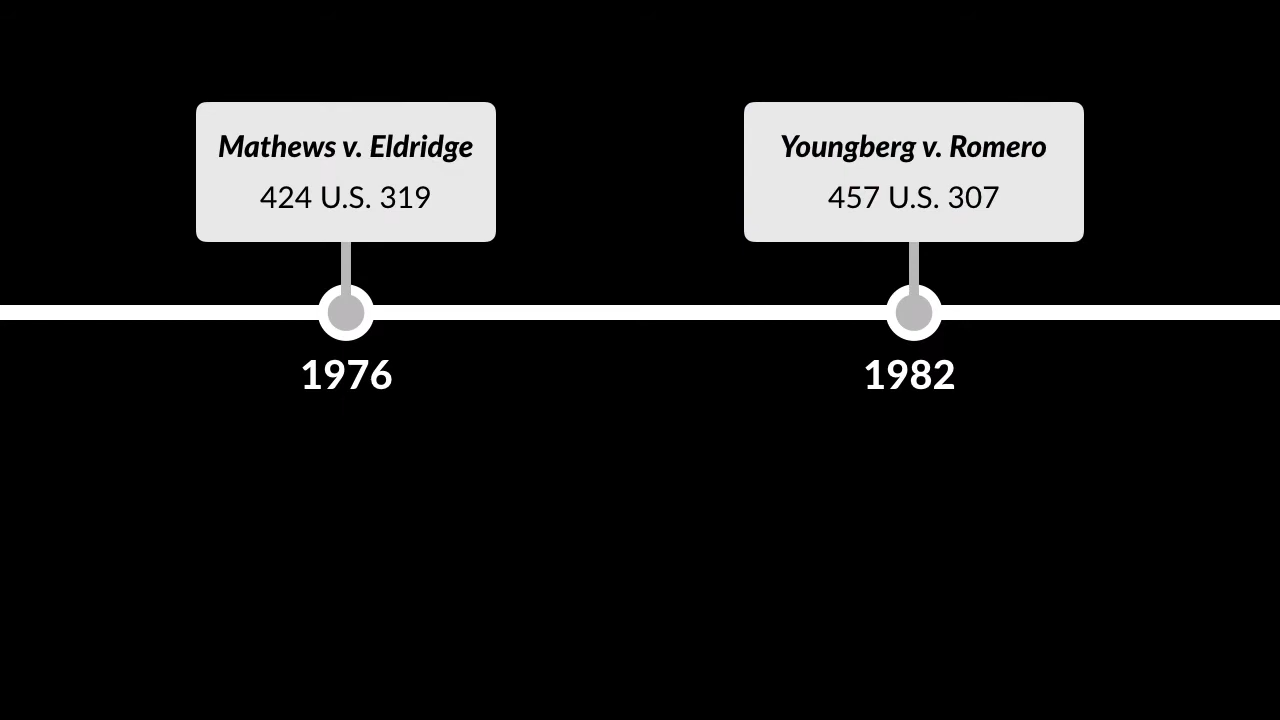 Mathews v. Eldridge
424 U.S. 319
Youngberg v. Romero
457 U.S. 307
1976
1982